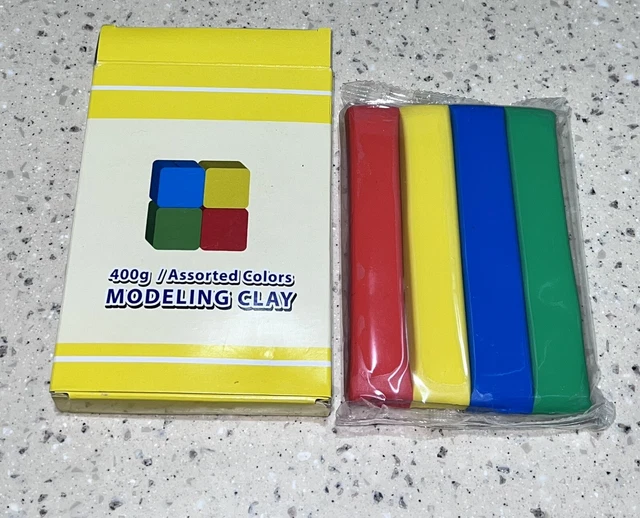 400g / Assorted Colors
MODELING CLAY